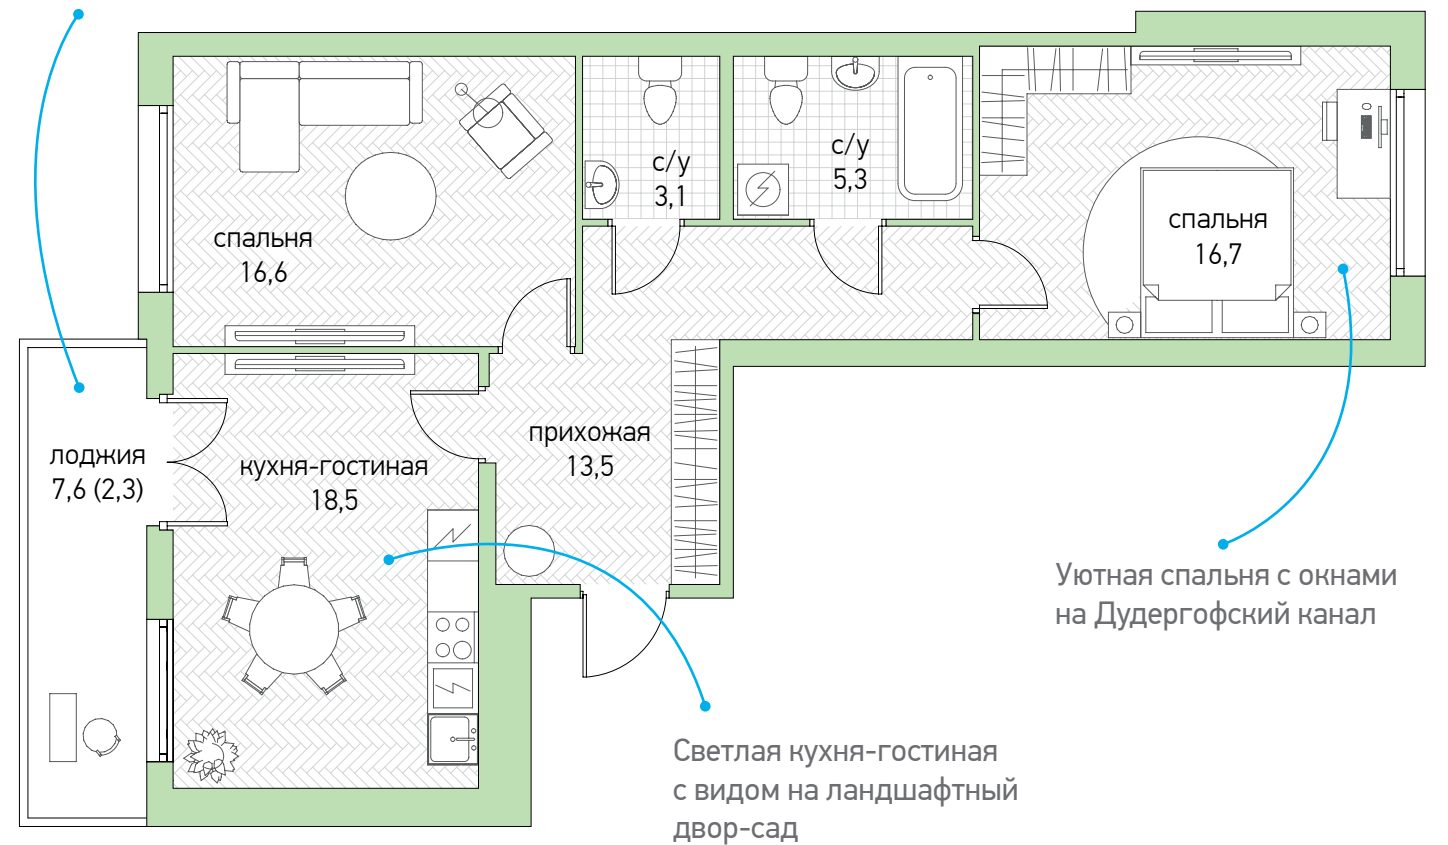 с/у
3,1
с/у
5,3
спальня
16,6
спальня
16,7
прихожая
13,5
лоджия
7,6 (2,3)
кухня-гостиная
18,5
Уютная спальня с окнами
на Дудергофский канал
Светлая кухня-гостиная
с видом на ландшафтный
двор-сад